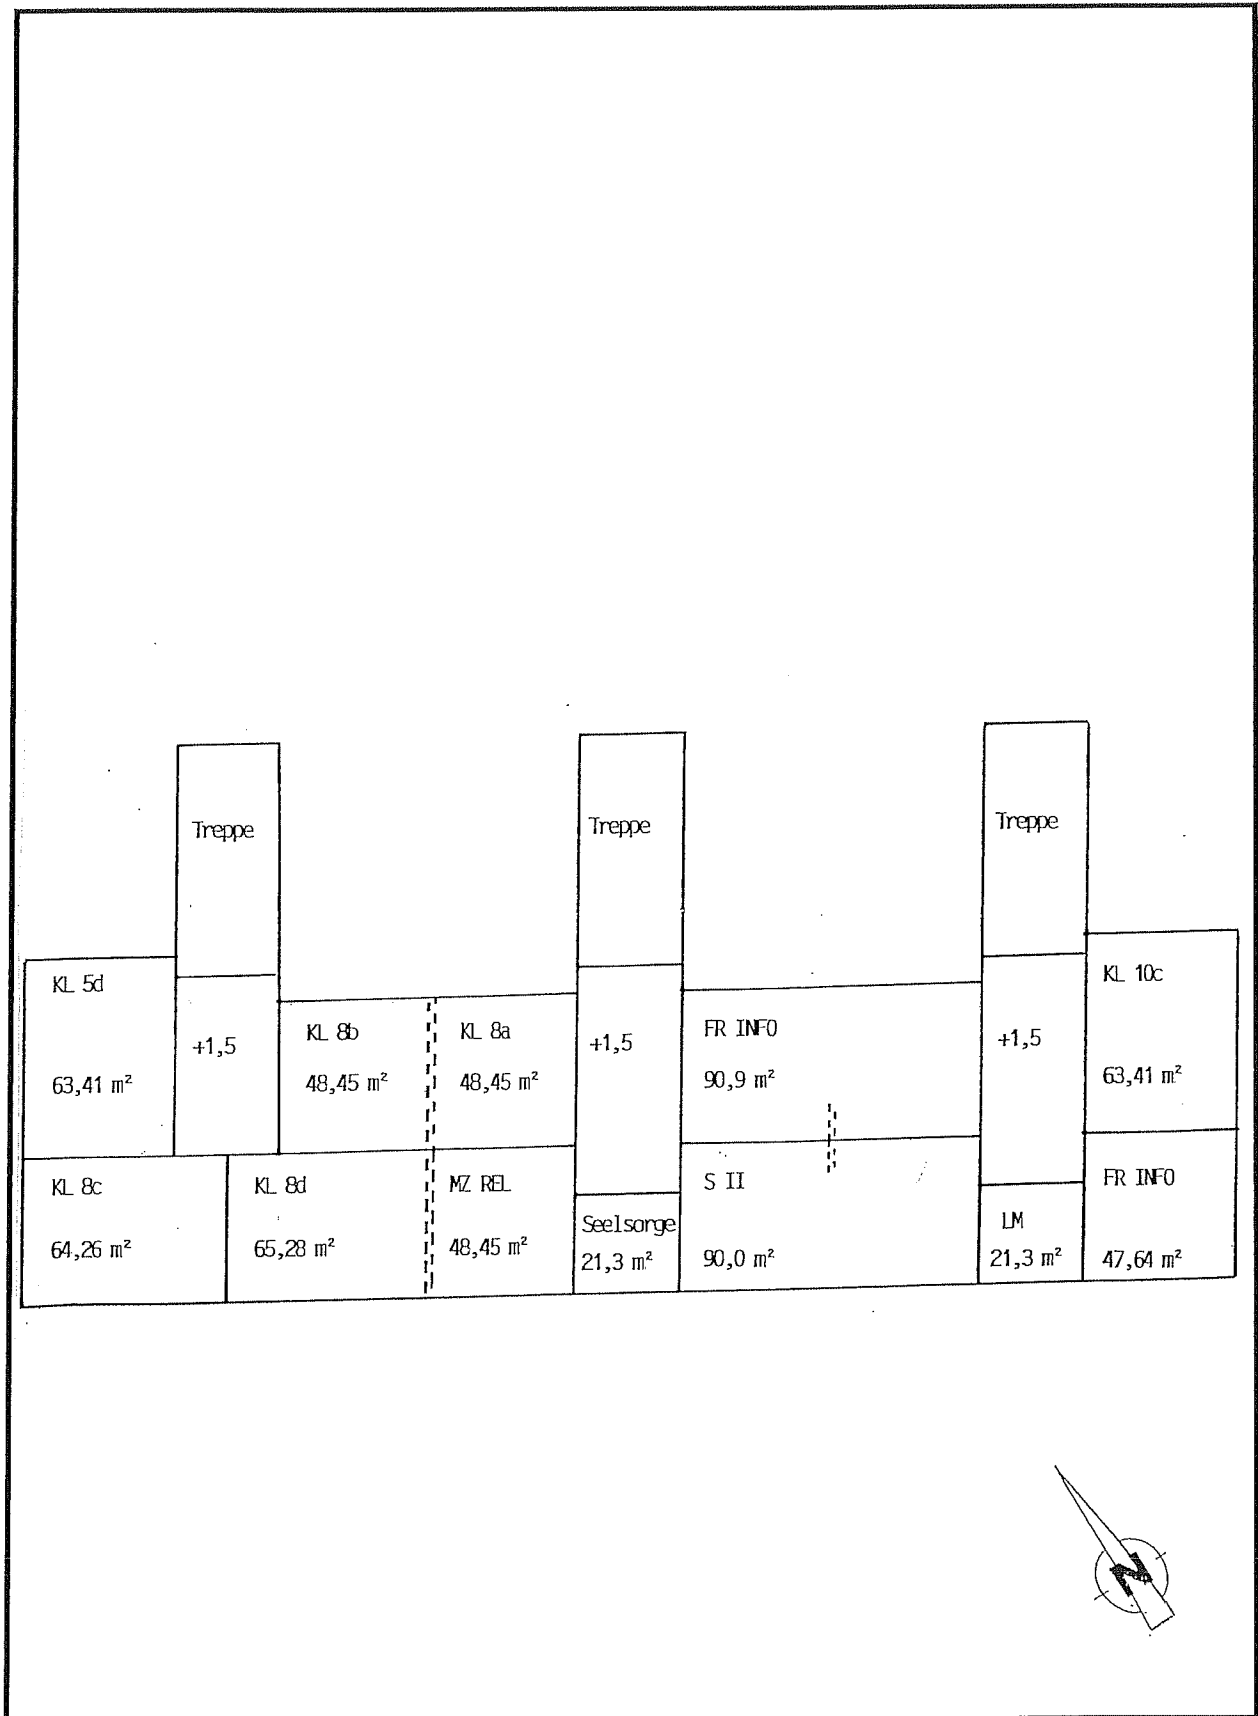 Treppe
Treppe
Treppe
KL 5d
63,41 m²
+1,5
KL 8b
48,45 m²
KL 8a
48,45 m²
+1,5
FR INFO
90,9 m²
+1,5
KL 10c
63,41 m²
KL 8c
64,26 m²
KL 8d
65,28 m²
MZ REL
48,45 m²
Seelsorge
21,3 m²
S II
90,0 m²
LM
21,3 m²
FR INFO
47,64 m²
N